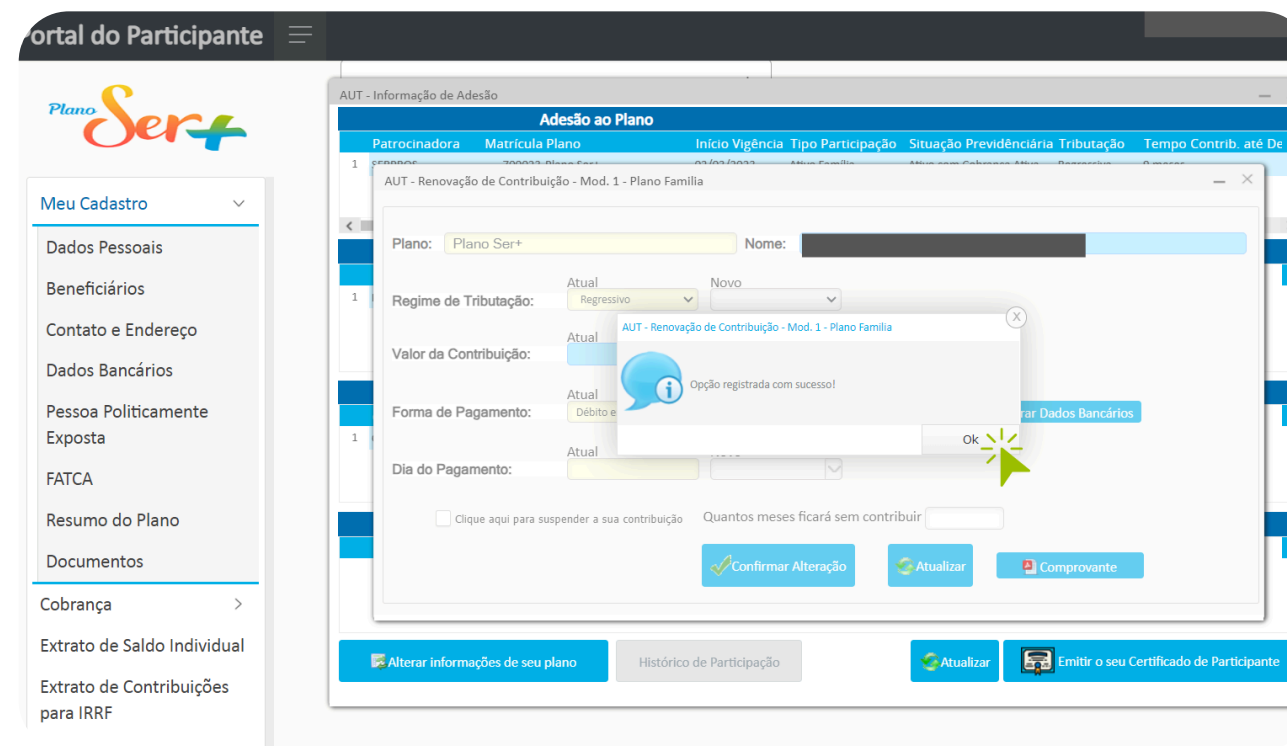 Portal do Participante
Plano
Ser+
Meu Cadastro
Dados Pessoais
Beneficiários
Contato e Endereço
Dados Bancários
Pessoa Politicamente
Exposta
FATCA
Resumo do Plano
Documentos
Cobrança
Extrato de Saldo Individual
Extrato de Contribuições
para IRRF
AUT - Informação de Adesão
Adesão ao Plano
Patrocinadora Matrícula Plano Início Vigência Tipo Participação Situação Previdênciária Tributação Tempo Contrib. até De
1
AUT - Renovação de Contribuição - Mod. 1 - Plano Familia
Plano: Plano Ser+ Nome:
Atual Novo
1 Regime de Tributação: Regressivo
Atual
Valor da Contribuição:
AUT - Renovação de Contribuição - Mod. 1 - Plano Familia
X
Opção registrada com sucesso!
Ok
Atual
Forma de Pagamento: Débito e rar Dados Bancários
1
Atual
Dia do Pagamento:
Clique aqui para suspender a sua contribuição Quantos meses ficará sem contribuir
Confirmar Alteração Atualizar Comprovante
Alterar informações de seu plano Histórico de Participação Atualizar Emitir o seu Certificado de Participante